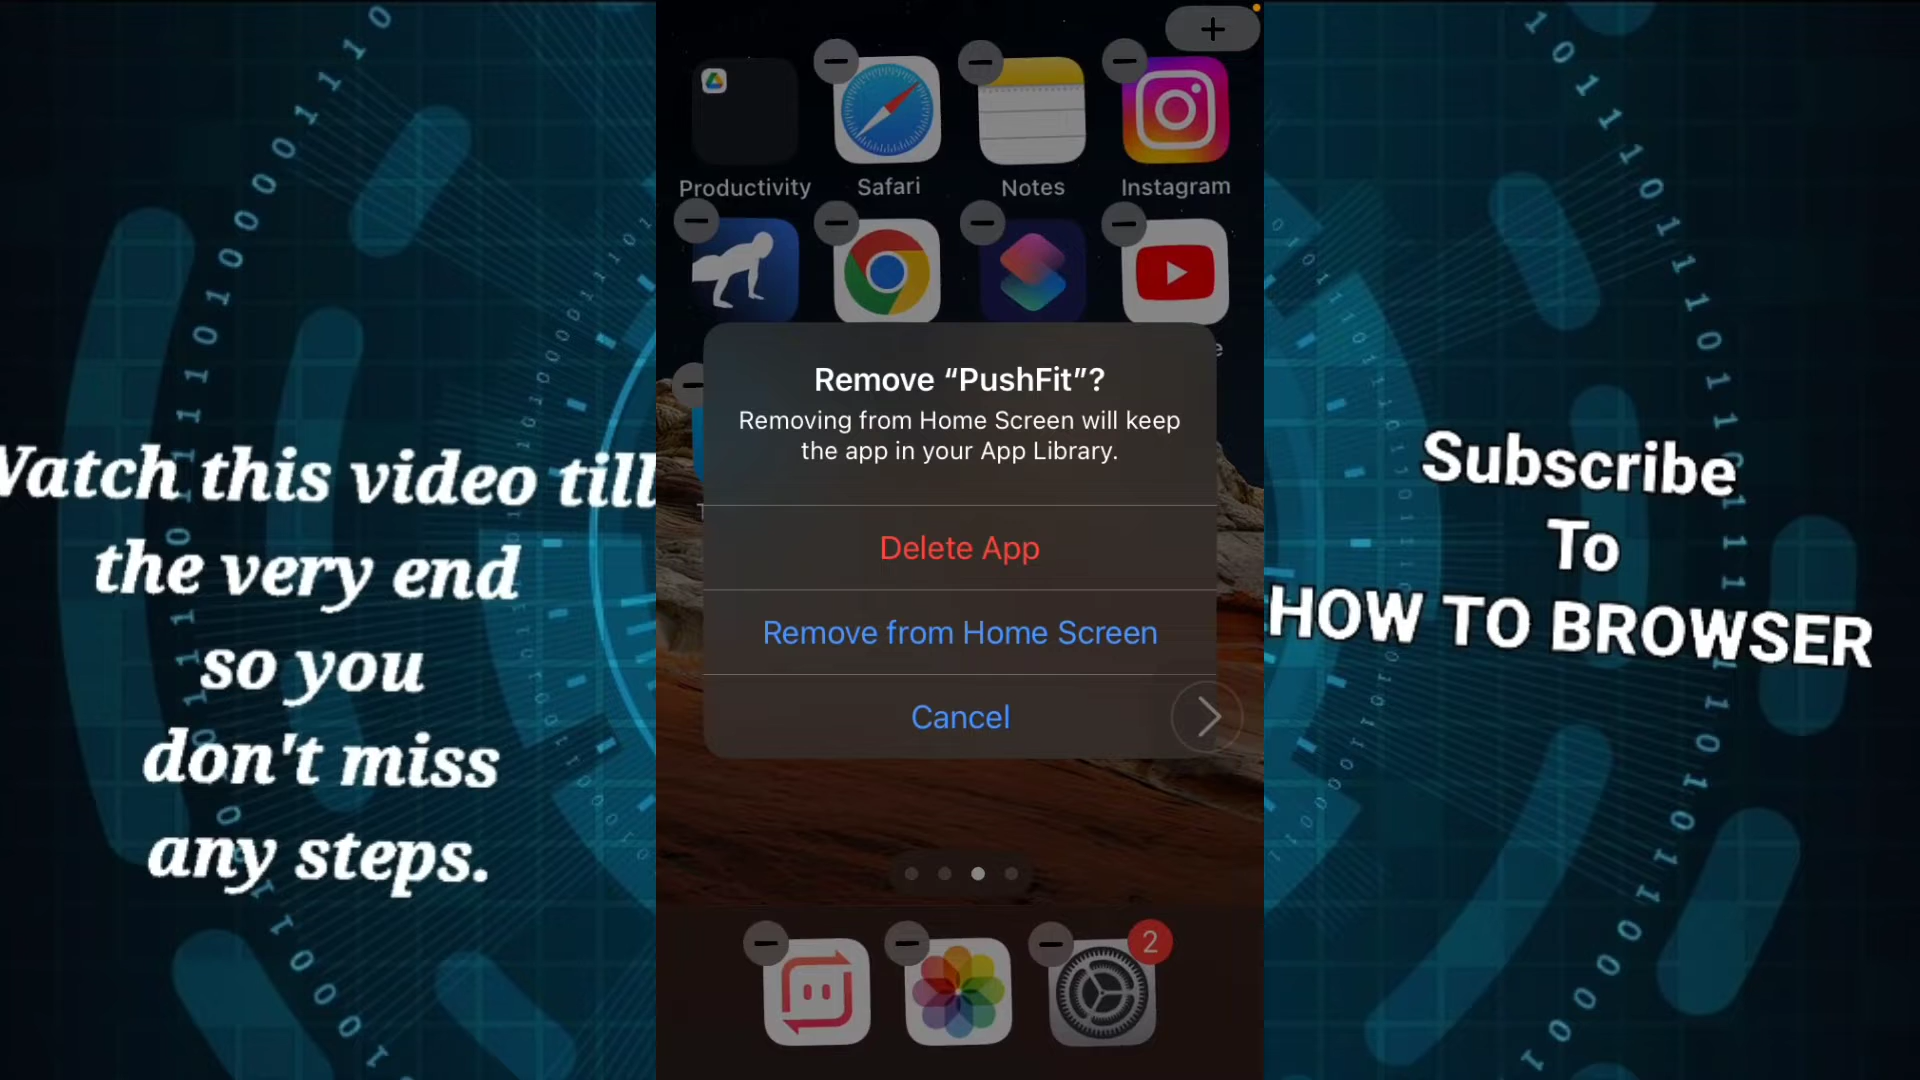 Productivity
Safari
Notes
Instagram
Remove “PushFit”?
Removing from Home Screen will keep
the app in your App Library.
Delete App
Remove from Home Screen
Cancel
2
Watch this video till
the very end
so you
don't miss
any steps.
Subscribe
To
HOW TO BROWSER